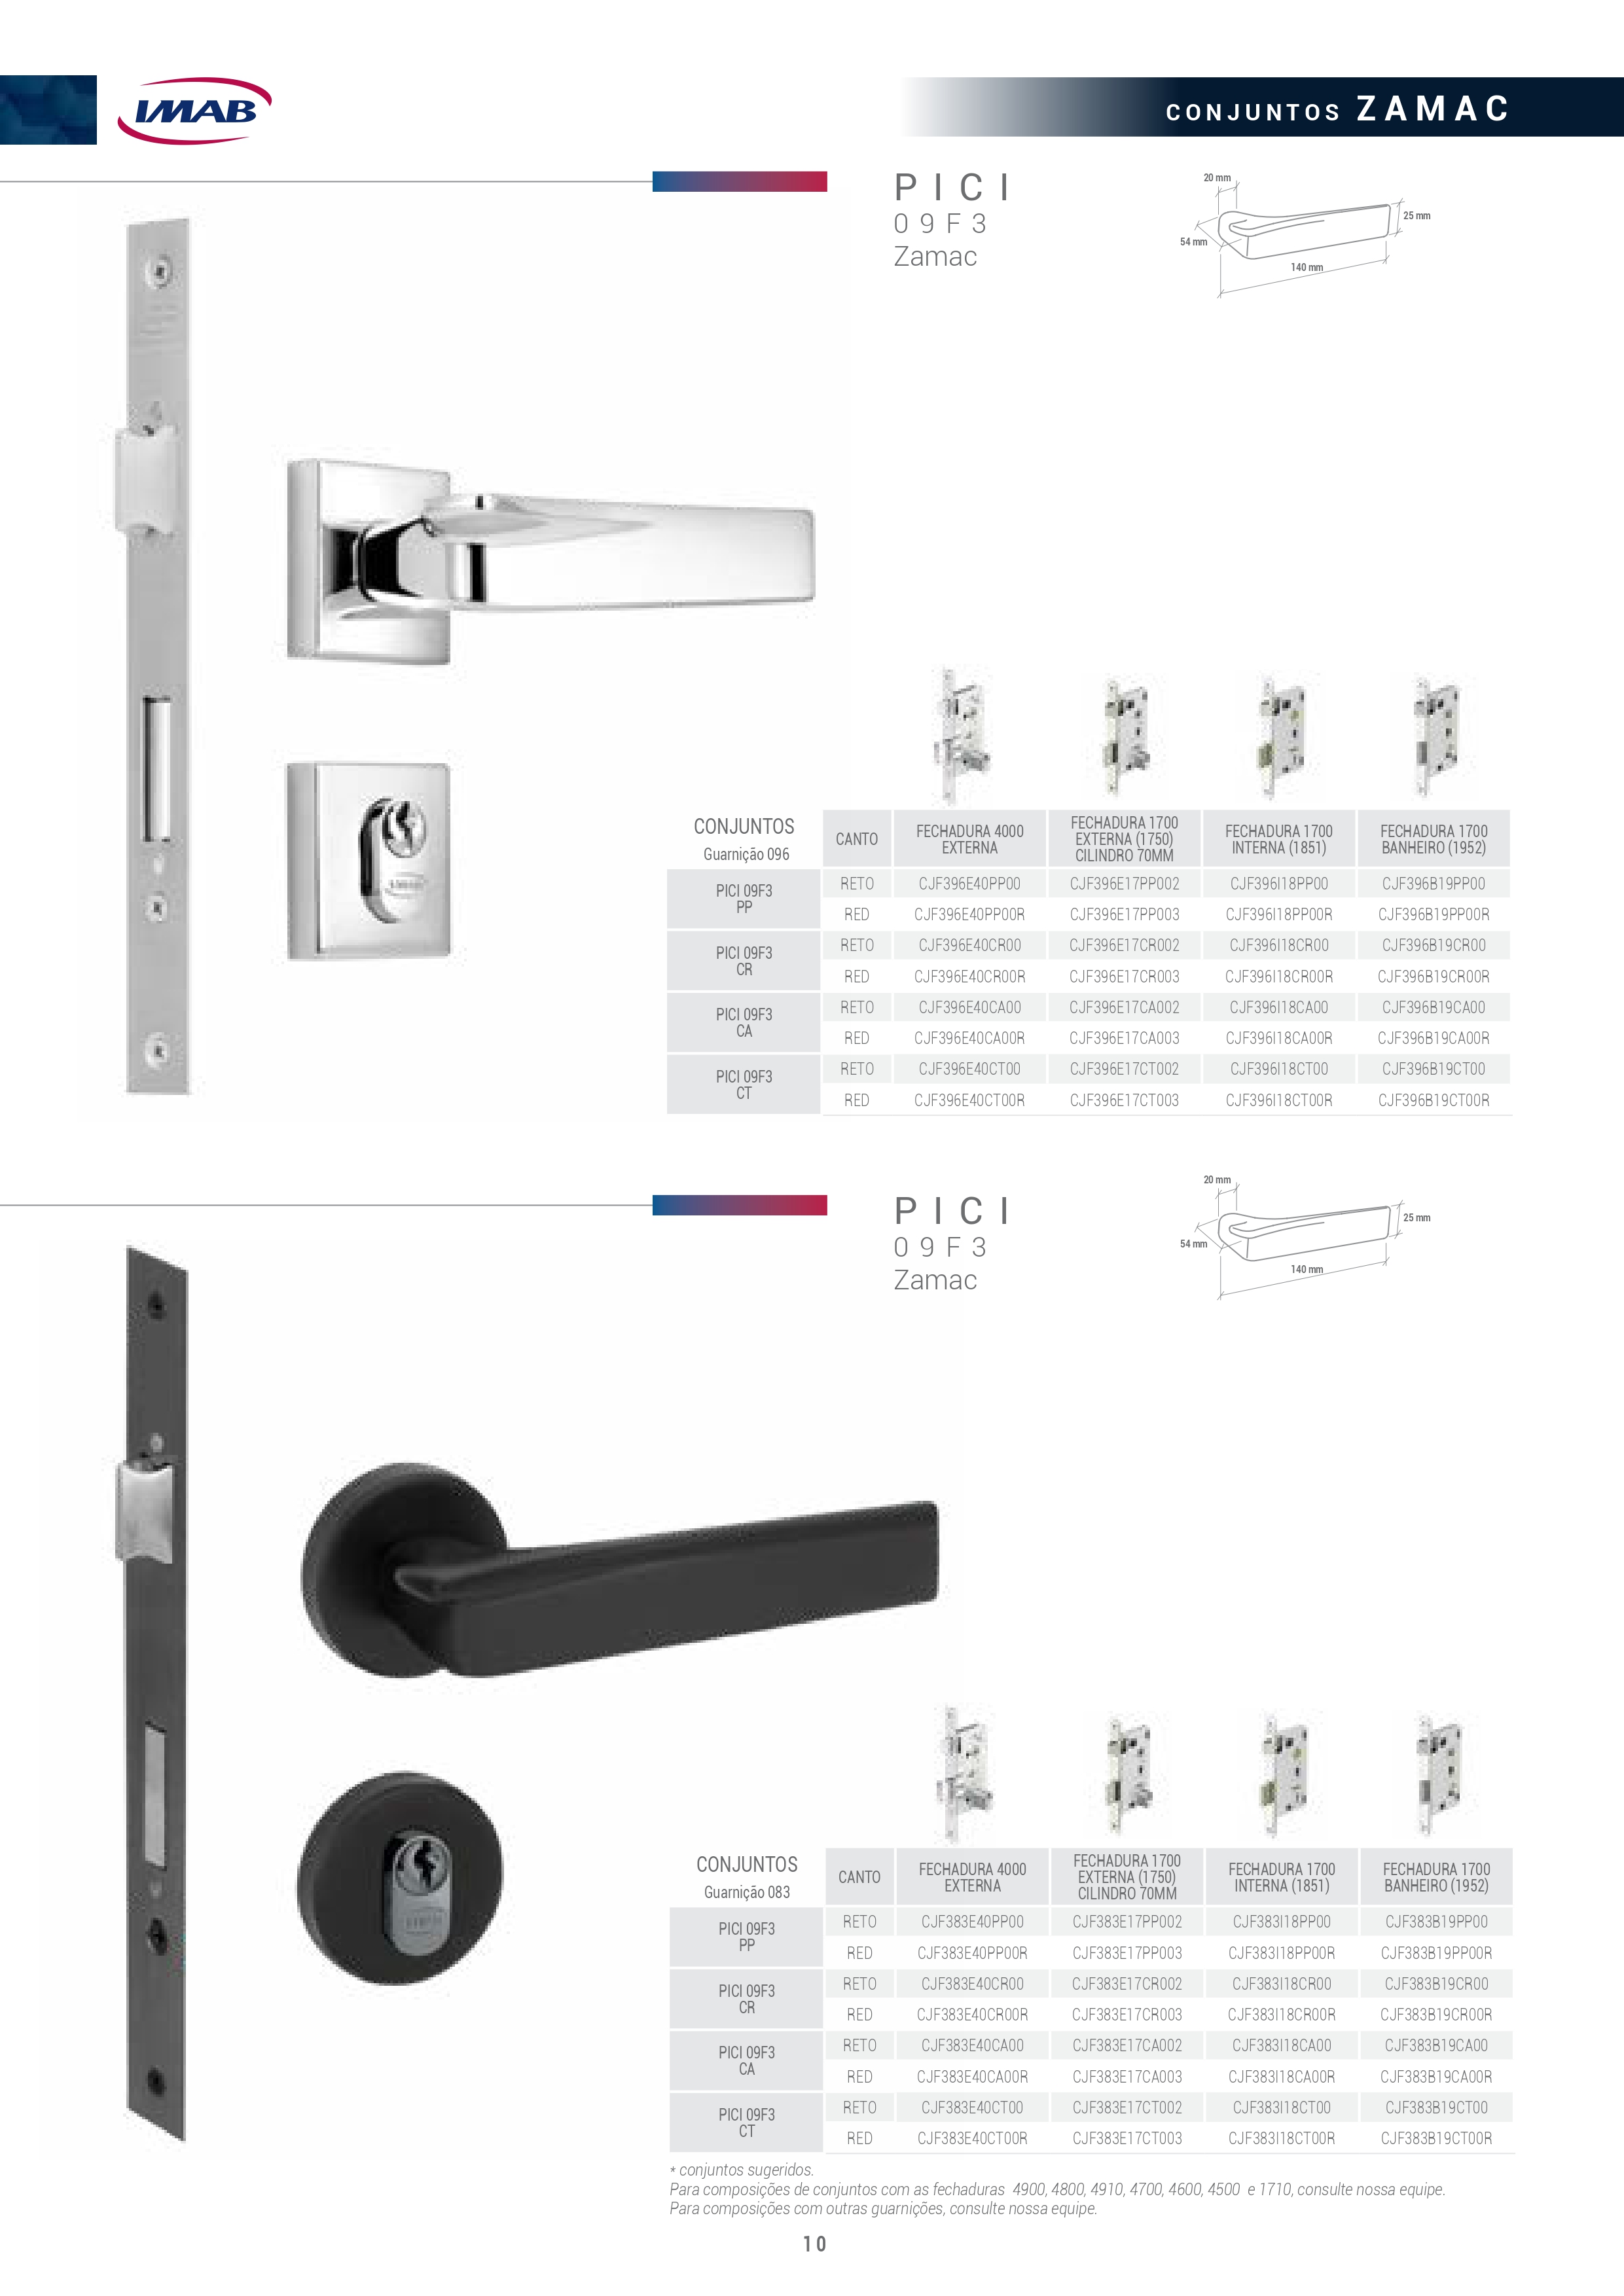 IMAB
CONJUNTOS ZAMAC
PICI
09F3
Zamac
20 mm
25 mm
54 mm
140 mm
CONJUNTOS
Guarnição 096
CANTO
FECHADURA 4000
EXTERNA
FECHADURA 1700
EXTERNA (1750)
CILINDRO 70MM
FECHADURA 1700
INTERNA (1851)
FECHADURA 1700
BANHEIRO (1952)
PICI 09F3
PP
RETO CJF396E40PP00 CJF396E17PP002 CJF396I18PP00 CJF396B19PP00
RED CJF396E40PP00R CJF396E17PP003 CJF396I18PP00R CJF396B19PP00R
PICI 09F3
CR
RETO CJF396E40CR00 CJF396E17CR002 CJF396I18CR00 CJF396B19CR00
RED CJF396E40CR00R CJF396E17CR003 CJF396I18CR00R CJF396B19CR00R
PICI 09F3
CA
RETO CJF396E40CA00 CJF396E17CA002 CJF396I18CA00 CJF396B19CA00
RED CJF396E40CA00R CJF396E17CA003 CJF396I18CA00R CJF396B19CA00R
PICI 09F3
CT
RETO CJF396E40CT00 CJF396E17CT002 CJF396I18CT00 CJF396B19CT00
RED CJF396E40CT00R CJF396E17CT003 CJF396I18CT00R CJF396B19CT00R
PICI
09F3
Zamac
20 mm
25 mm
54 mm
140 mm
CONJUNTOS
Guarnição 083
CANTO
FECHADURA 4000
EXTERNA
FECHADURA 1700
EXTERNA (1750)
CILINDRO 70MM
FECHADURA 1700
INTERNA (1851)
FECHADURA 1700
BANHEIRO (1952)
PICI 09F3
PP
RETO CJF383E40PP00 CJF383E17PP002 CJF383I18PP00 CJF383B19PP00
RED CJF383E40PP00R CJF383E17PP003 CJF383I18PP00R CJF383B19PP00R
PICI 09F3
CR
RETO CJF383E40CR00 CJF383E17CR002 CJF383I18CR00 CJF383B19CR00
RED CJF383E40CR00R CJF383E17CR003 CJF383I18CR00R CJF383B19CR00R
PICI 09F3
CA
RETO CJF383E40CA00 CJF383E17CA002 CJF383I18CA00 CJF383B19CA00
RED CJF383E40CA00R CJF383E17CA003 CJF383I18CA00R CJF383B19CA00R
PICI 09F3
CT
RETO CJF383E40CT00 CJF383E17CT002 CJF383I18CT00 CJF383B19CT00
RED CJF383E40CT00R CJF383E17CT003 CJF383I18CT00R CJF383B19CT00R
* conjuntos sugeridos.
Para composições de conjuntos com as fechaduras 4900, 4800, 4910, 4700, 4600, 4500 e 1710, consulte nossa equipe.
Para composições com outras guarnições, consulte nossa equipe.
10